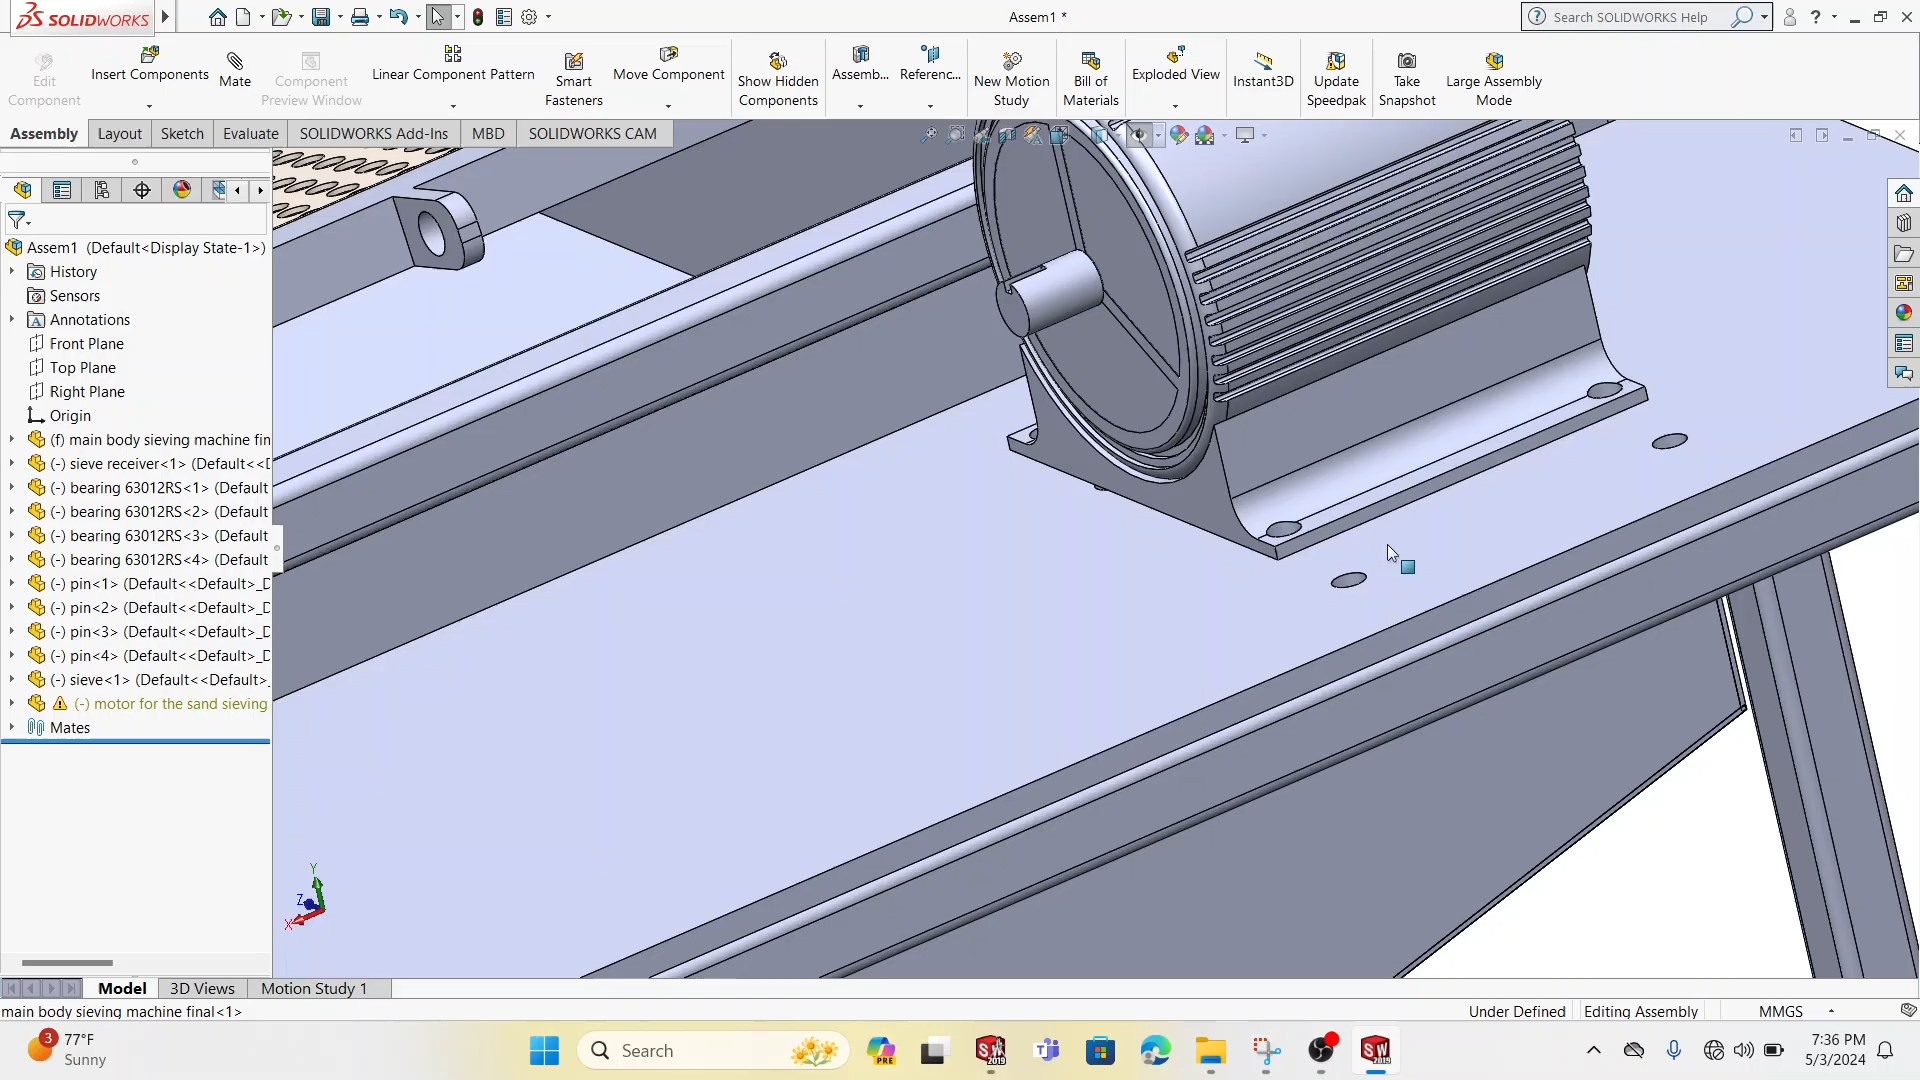 SOLIDWORKS
Assem1 *
Search SOLIDWORKS Help
Edit Component
Insert Components
Mate
Component Preview Window
Linear Component Pattern
Smart Fasteners
Move Component
Show Hidden Components
Assemb...
Referenc...
New Motion Study
Bill of Materials
Exploded View
Instant3D
Update Speedpak
Take Snapshot
Large Assembly Mode
Assembly
Layout
Sketch
Evaluate
SOLIDWORKS Add-Ins
MBD
SOLIDWORKS CAM
Assem1 (Default<Display State-1>)
History
Sensors
Annotations
Front Plane
Top Plane
Right Plane
Origin
(f) main body sieving machine fin
(-) sieve receiver<1> (Default<<D
(-) bearing 63012RS<1> (Default
(-) bearing 63012RS<2> (Default
(-) bearing 63012RS<3> (Default
(-) bearing 63012RS<4> (Default
(-) pin<1> (Default<<Default>_D
(-) pin<2> (Default<<Default>_D
(-) pin<3> (Default<<Default>_D
(-) pin<4> (Default<<Default>_D
(-) sieve<1> (Default<<Default>_
(-) motor for the sand sieving
Mates
Y
Z
X
Model
3D Views
Motion Study 1
main body sieving machine final<1>
Under Defined
Editing Assembly
MMGS
3
77°F
Sunny
Search
PRE
SW 2019
SW 2019
7:36 PM
5/3/2024